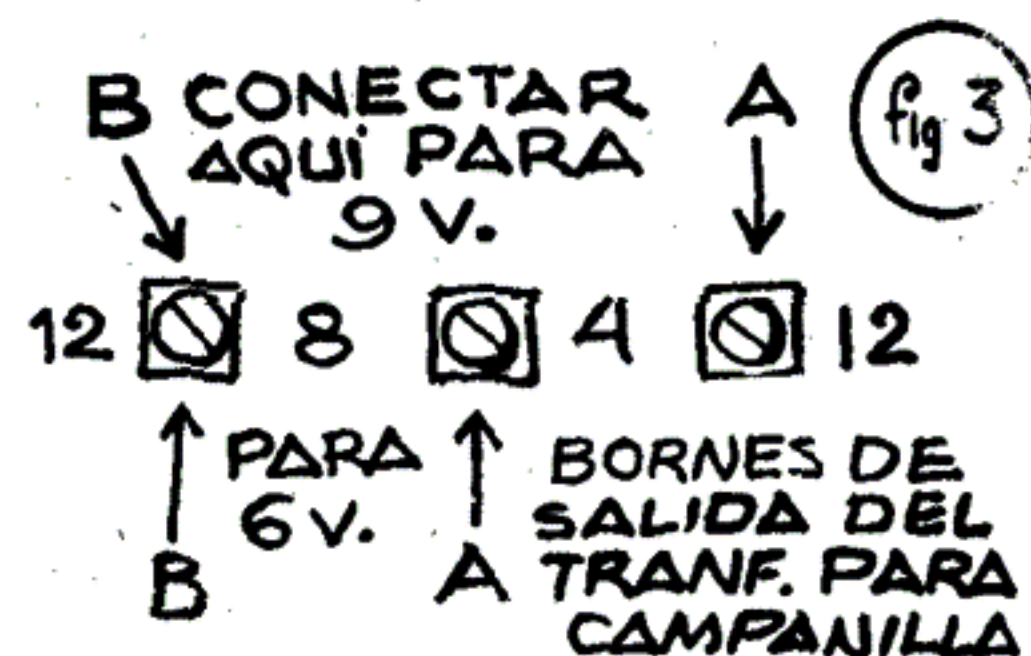 B CONECTAR A
AQUI PARA
9 V.
fig 3
12 8 4 12
PARA
6 V.
B A
BORNES DE
SALIDA DEL
TRANF. PARA
CAMPANILLA